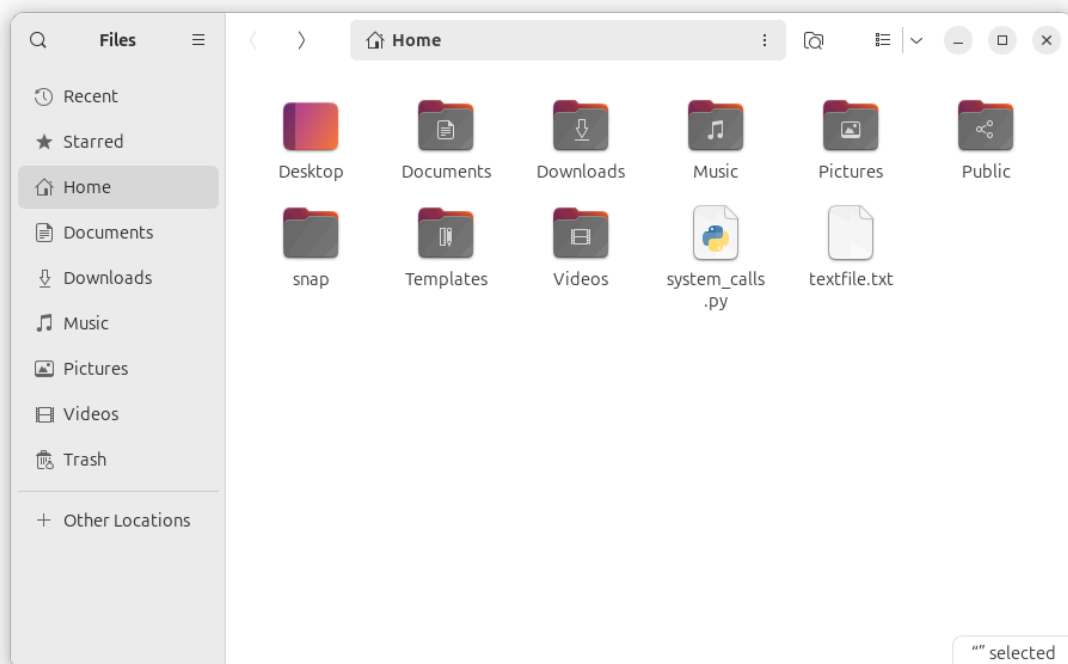 Files
Home
Recent
Starred
Home
Documents
Downloads
Music
Pictures
Videos
Trash
Other Locations
Desktop
Documents
Downloads
Music
Pictures
Public
snap
Templates
Videos
system_calls
.py
textfile.txt
“” selected